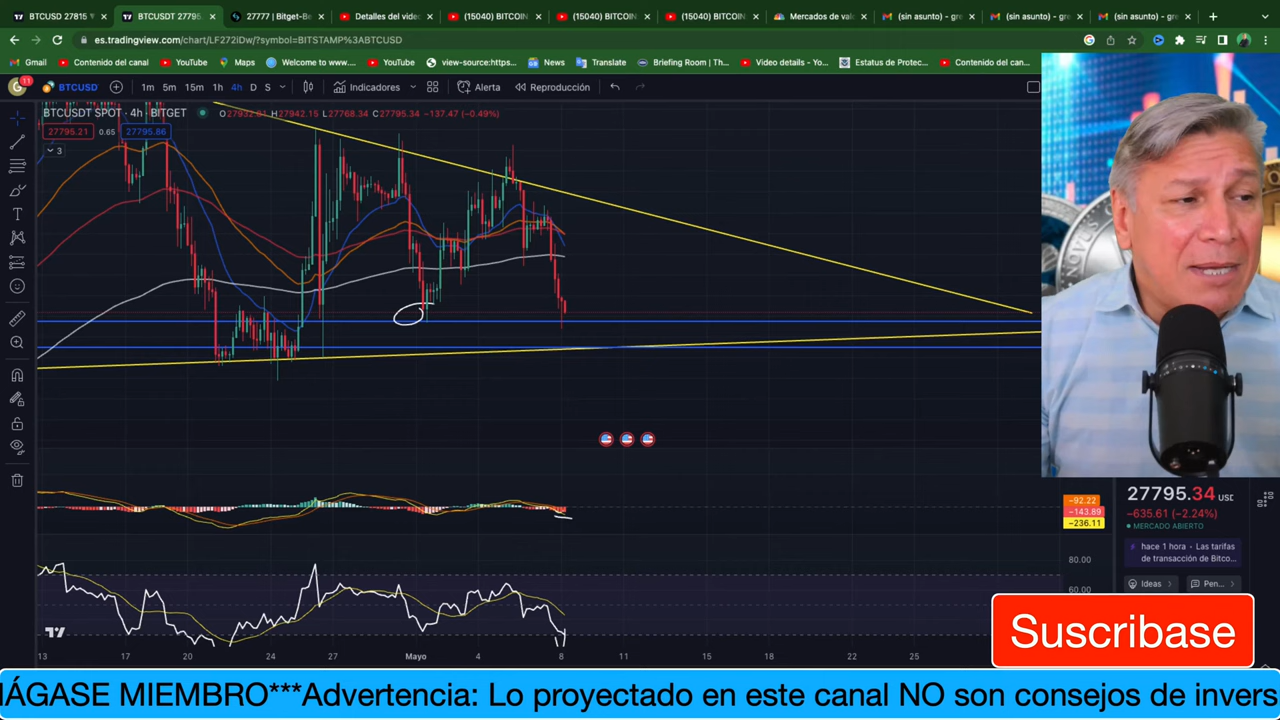 BTCUSD 27815
BTCUSDT 27795
27777 | Bitget-Be
Detalles del vide
(15040) BITCOIN
(15040) BITCOIN
(15040) BITCOIN
Mercados de val
(sin asunto) - gre
(sin asunto) - gre
(sin asunto) - gre
es.tradingview.com/chart/LF272iDw/?symbol=BITSTAMP%3ABTCUSD
Gmail
Contenido del canal
YouTube
Maps
Welcome to www....
YouTube
view-source:https...
News
Translate
Briefing Room | Th...
Video details - Yo...
Estatus de Protec...
Contenido del can...
11
BTCUSD
1m 5m 15m 1h 4h D S
Indicadores
Alerta
Reproducción
BTCUSDT SPOT · 4h · BITGET
H27942.15 L27768.34 C27795.34 −137.47 (−0.49%)
27795.21 0.65 27795.86
3
−92.22
−143.89
−236.11
80.00
60.00
27795.34 USD
−635.61 (−2.24%)
MERCADO ABIERTO
hace 1 hora · Las tarifas
de transacción de Bitco...
Ideas
Pen...
Suscribase
13 17 20 24 27 Mayo 4 8 11 15 18 22 25
IÁGASE MIEMBRO***Advertencia: Lo proyectado en este canal NO son consejos de invers